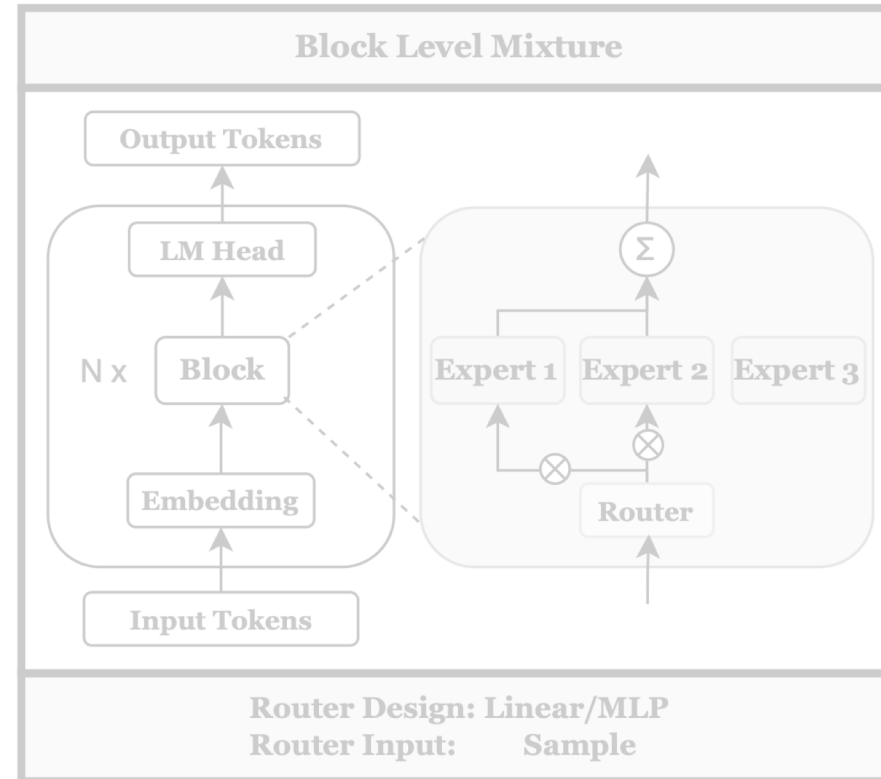 Block Level Mixture
Output Tokens
LM Head
N x
Block
Embedding
Input Tokens
Σ
Expert 1
Expert 2
Expert 3
Router
Router Design: Linear/MLP
Router Input: Sample